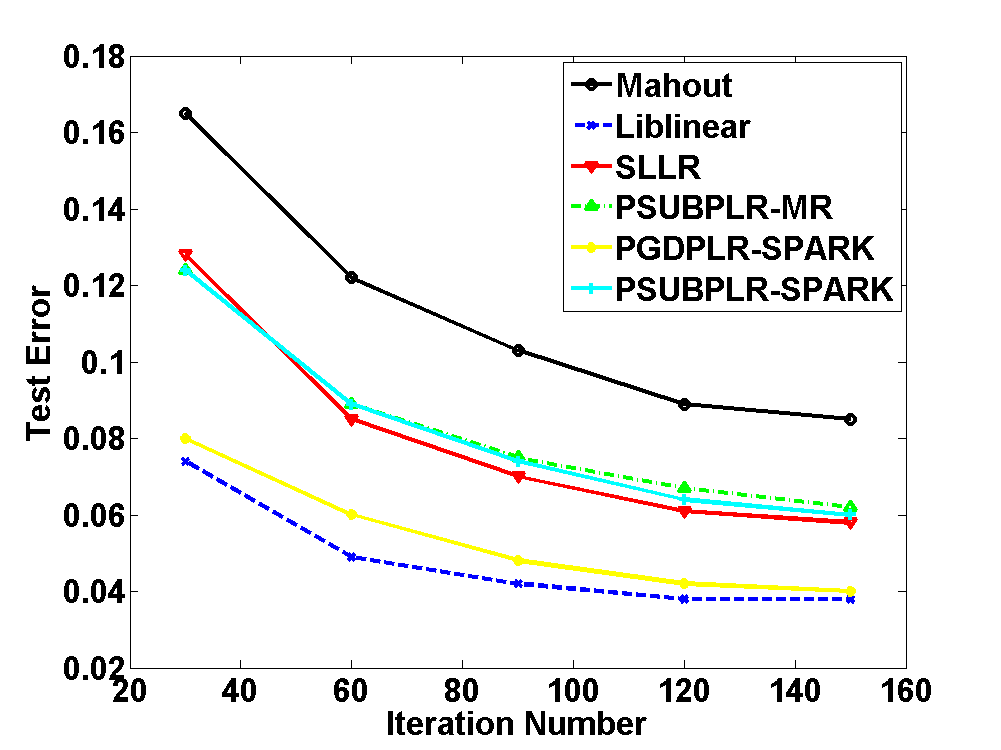 0.18
0.16
0.14
0.12
0.1
0.08
0.06
0.04
0.02
Test Error
Mahout
Liblinear
SLLR
PSUBPLR-MR
PGDPLR-SPARK
PSUBPLR-SPARK
20 40 60 80 100 120 140 160
Iteration Number